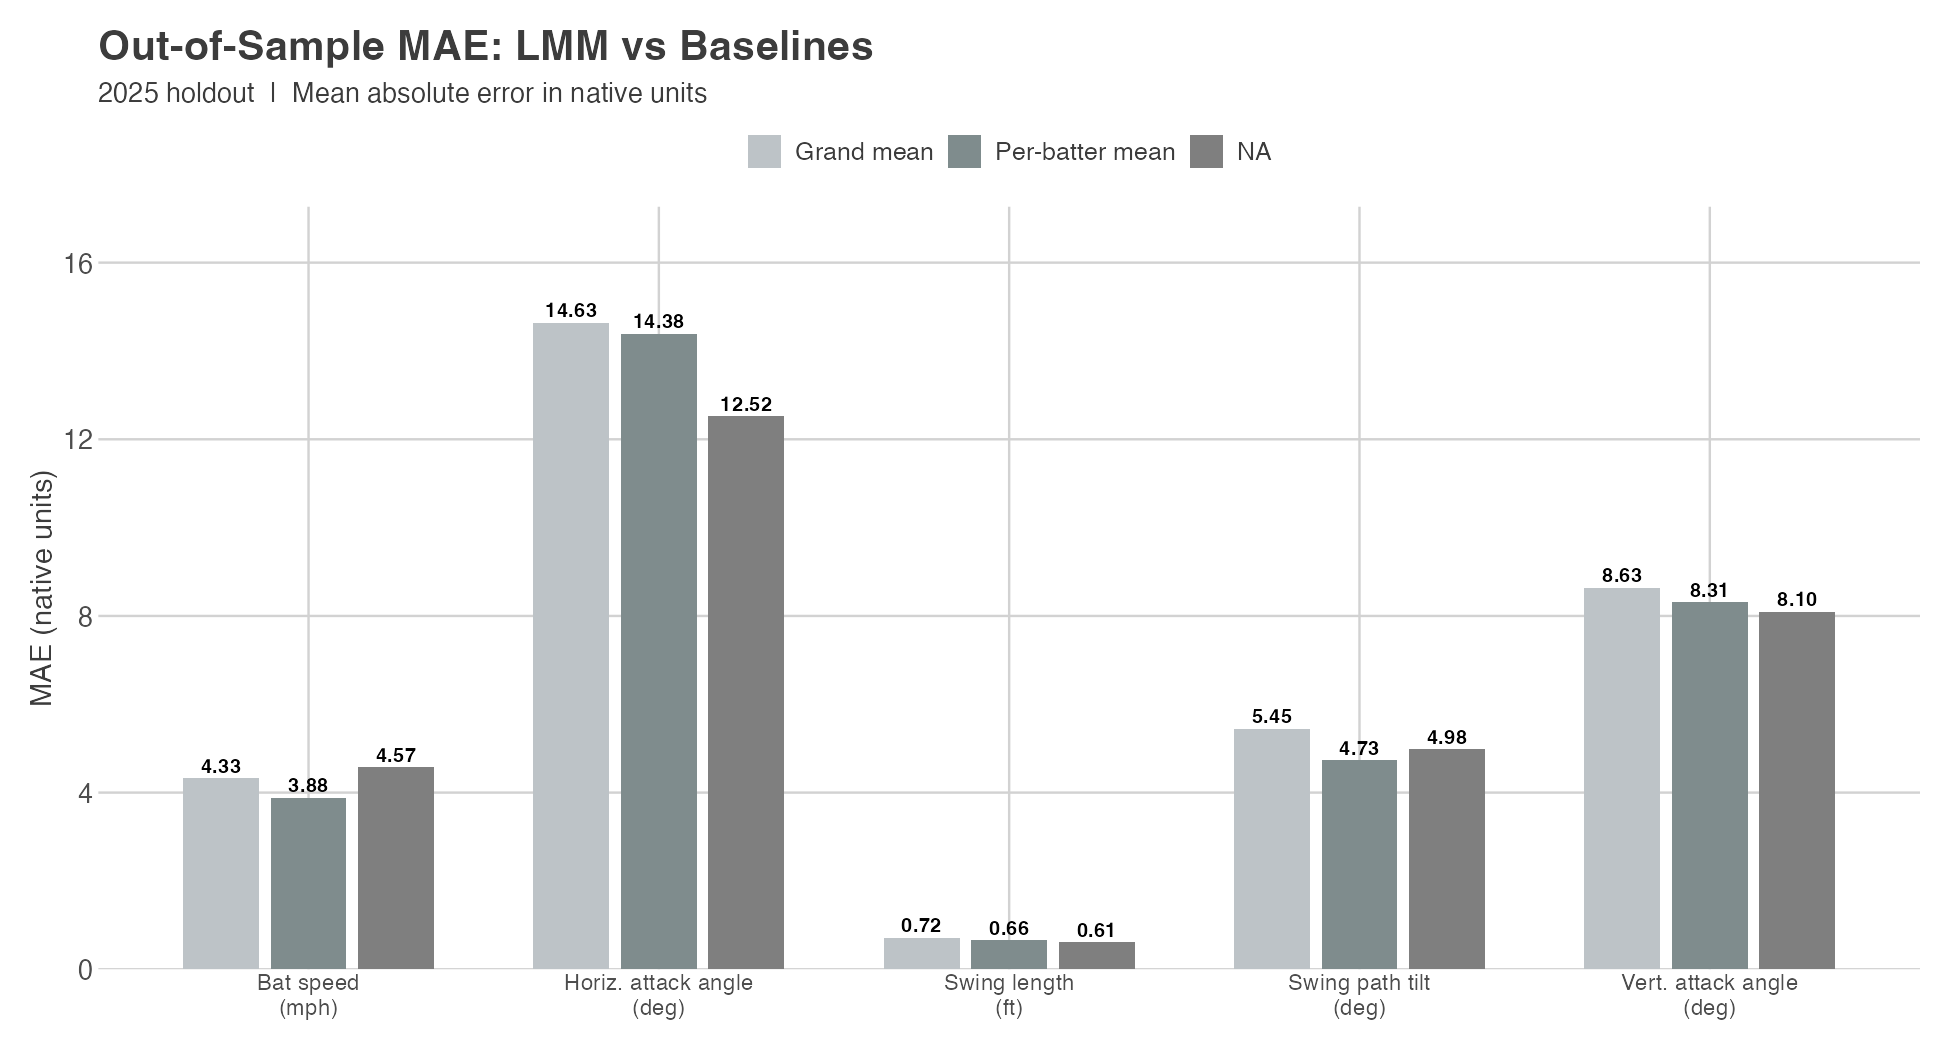 Out-of-Sample MAE: LMM vs Baselines
2025 holdout | Mean absolute error in native units
Grand mean Per-batter mean NA
MAE (native units)
16
12
8
4
0
14.63 14.38 12.52
8.63 8.31 8.10
5.45 4.73 4.98
4.33 3.88 4.57
0.72 0.66 0.61
Bat speed
(mph)
Horiz. attack angle
(deg)
Swing length
(ft)
Swing path tilt
(deg)
Vert. attack angle
(deg)